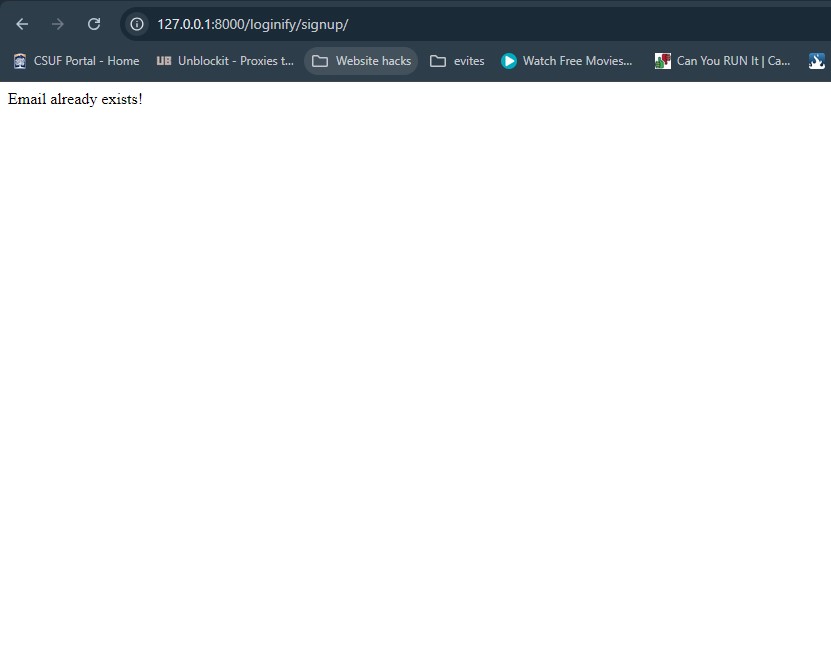 127.0.0.1:8000/loginify/signup/
CSUF Portal - Home UB Unblockit - Proxies t... Website hacks evites Watch Free Movies... Can You RUN It | Ca...
Email already exists!